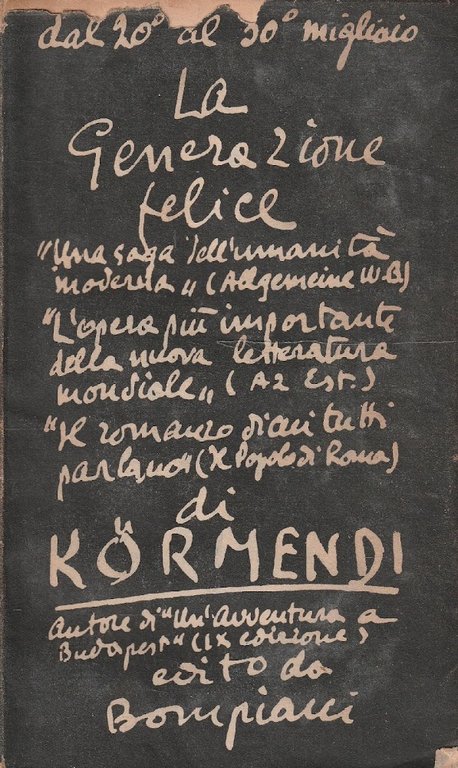 dal 20° al 30° migliaio
La
Generazione
felice
"Una saga dell'umanità
moderna" (Allgemeine W.B)
"L'opera più importante
della nuova letteratura
mondiale" (Az Est.)
"Il romanzo di cui tutti
parlano" (Il Popolo di Roma)
di
KÖRMENDI
autore di "Un'avventura a
Budapest" (IX edizione)
edito da
Bompiani